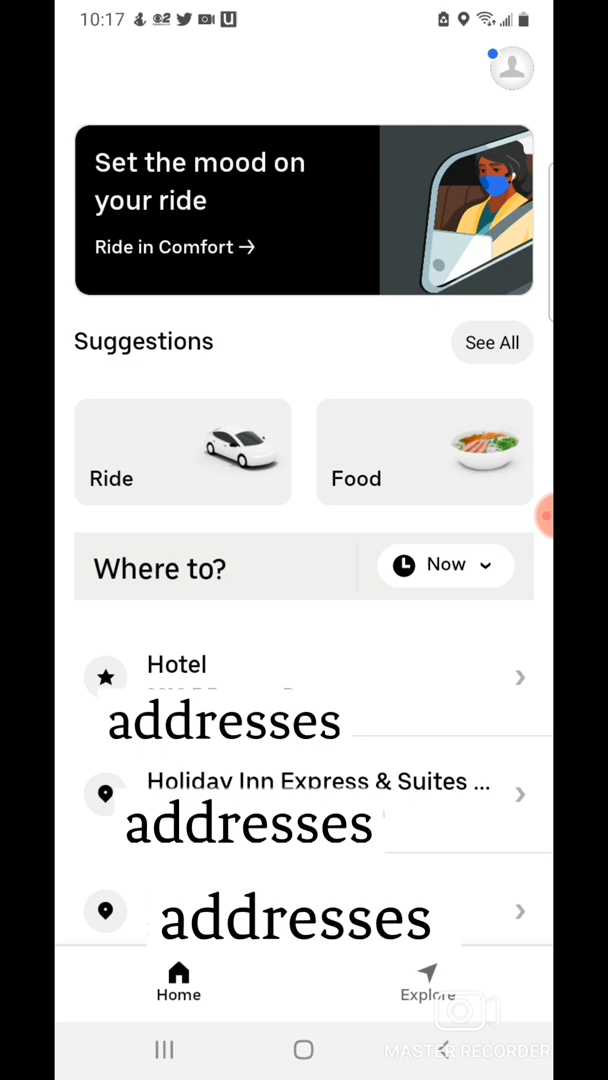 10:17
Set the mood on
your ride
Ride in Comfort →
Suggestions
See All
Ride
Food
Where to?
Now
Hotel
addresses
Holiday Inn Express & Suites ...
addresses
addresses
Home
Explore
MASTER RECORDER